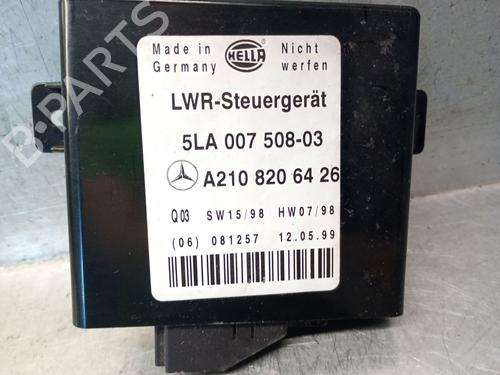 B-PARTS
Made in
Germany
HELLA
Nicht
werfen
LWR-Steuergerät
5LA 007 508-03
A210 820 64 26
Q03 SW15/98 HW07/98
(06) 081257 12.05.99